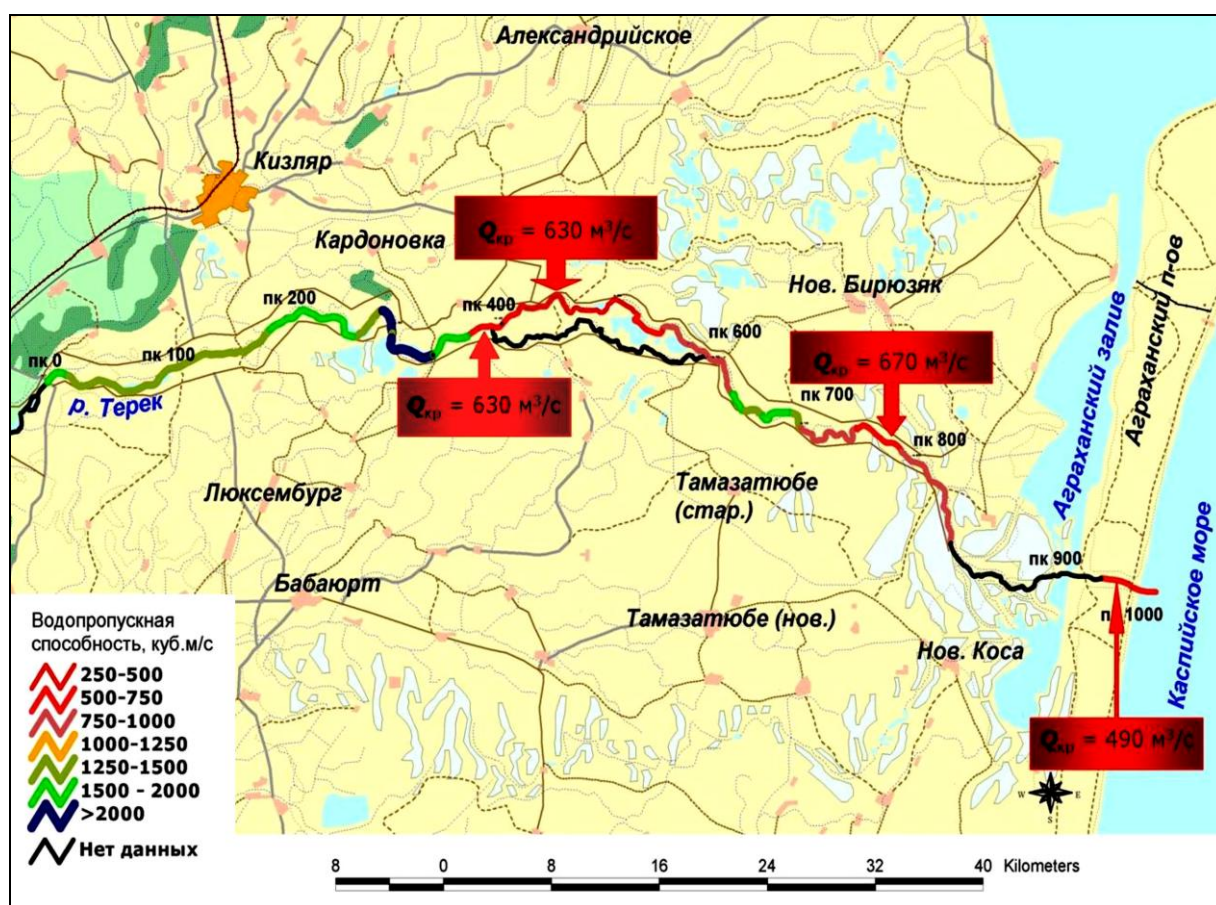 Александрийское
Кизляр
Кардоновка
Qкр = 630 м³/с
Нов. Бирюзяк
пк 200
пк 400
пк 600
пк 0
пк 100
р. Терек
Qкр = 630 м³/с
Qкр = 670 м³/с
пк 700
пк 800
Аграханский залив
Аграханский п-ов
Каспийское море
Люксембург
Тамазатюбе
(стар.)
Бабаюрт
Тамазатюбе (нов.)
Нов. Коса
пк 900
1000
Qкр = 490 м³/с
Водопропускная
способность, куб.м/с
250-500
500-750
750-1000
1000-1250
1250-1500
1500 - 2000
>2000
Нет данных
N
W E
S
8 0 8 16 24 32 40 Kilometers